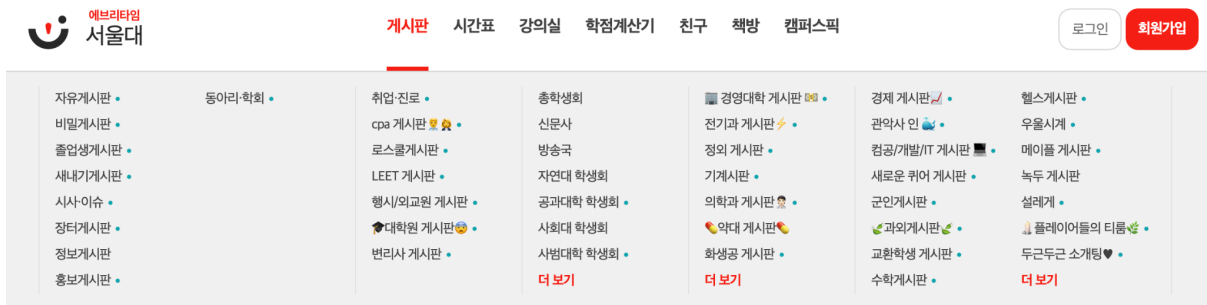 에브리타임
서울대
게시판 시간표 강의실 학점계산기 친구 책방 캠퍼스픽
로그인 회원가입
자유게시판
비밀게시판
졸업생게시판
새내기게시판
시사·이슈
장터게시판
정보게시판
홍보게시판
동아리·학회
취업·진로
cpa 게시판
로스쿨게시판
LEET 게시판
행시/외교원 게시판
🎓대학원 게시판😨
변리사 게시판
총학생회
신문사
방송국
자연대 학생회
공과대학 학생회
사회대 학생회
사범대학 학생회
더 보기
🏢 경영대학 게시판 💵
전기과 게시판⚡
정외 게시판
기계시판
의학과 게시판
💊약대 게시판💊
화생공 게시판
더 보기
경제 게시판📈
관악사 인 🐳
컴공/개발/IT 게시판 💻
새로운 퀴어 게시판
군인게시판
🌿과외게시판🌿
교환학생 게시판
수학게시판
헬스게시판
우울시계
메이플 게시판
녹두 게시판
설레게
플레이어들의 티룸🌿
두근두근 소개팅♥
더 보기